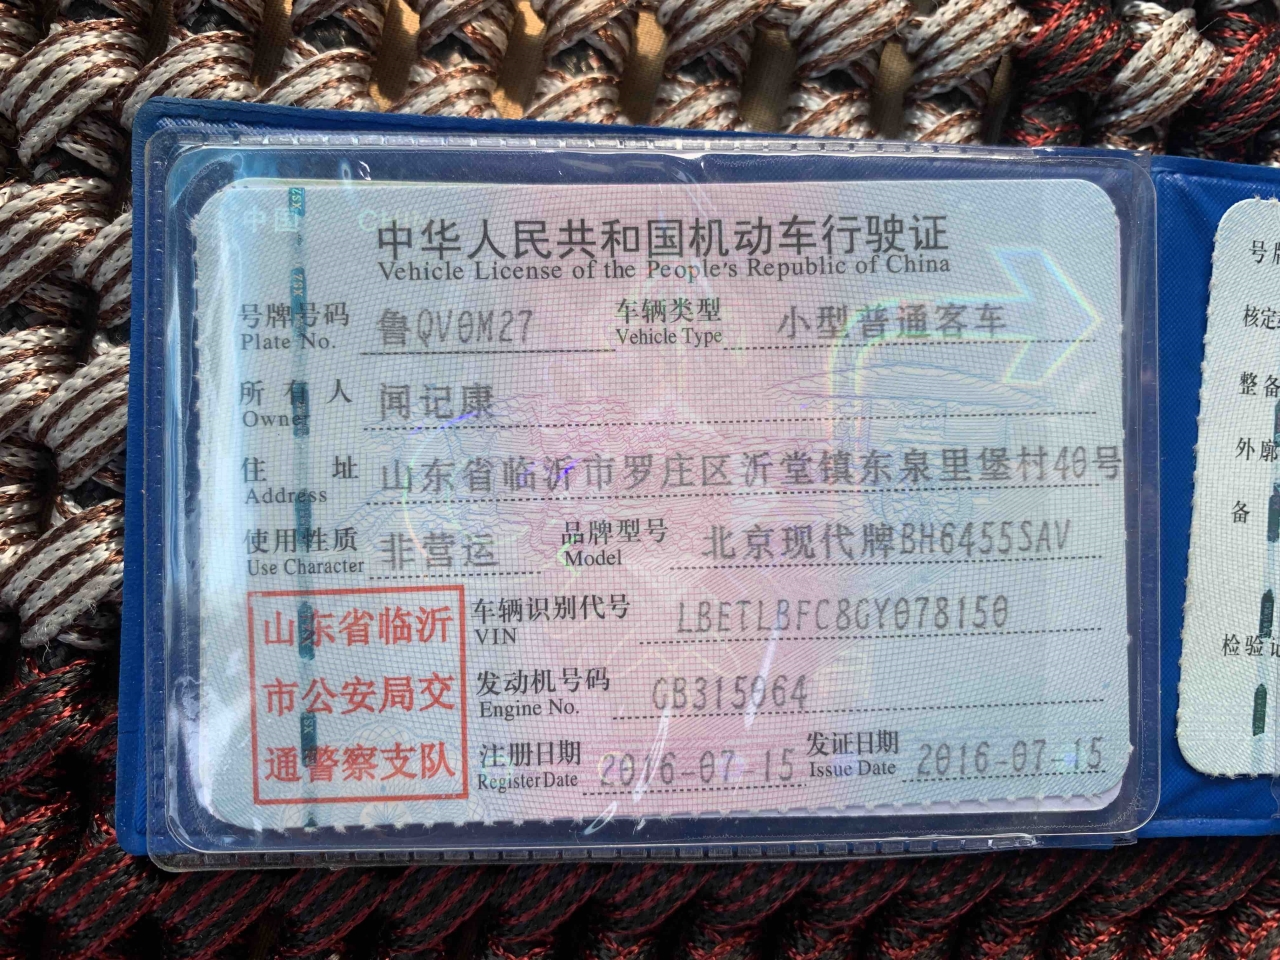 中国 CHINA
中华人民共和国机动车行驶证
Vehicle License of the People's Republic of China
号牌号码 鲁QV0M27 车辆类型 小型普通客车
Plate No. Vehicle Type
所有人 闻记康
Owner
住址 山东省临沂市罗庄区沂堂镇东泉里堡村40号
Address
使用性质 非营运 品牌型号 北京现代牌BH6455SAV
Use Character Model
车辆识别代号 LBETLBFC8GY078150
VIN
发动机号码 GB315064
Engine No.
注册日期 2016-07-15 发证日期 2016-07-15
Register Date Issue Date
山东省临沂
市公安局交
通警察支队
号牌
核定
整备
外廓
备
检验记